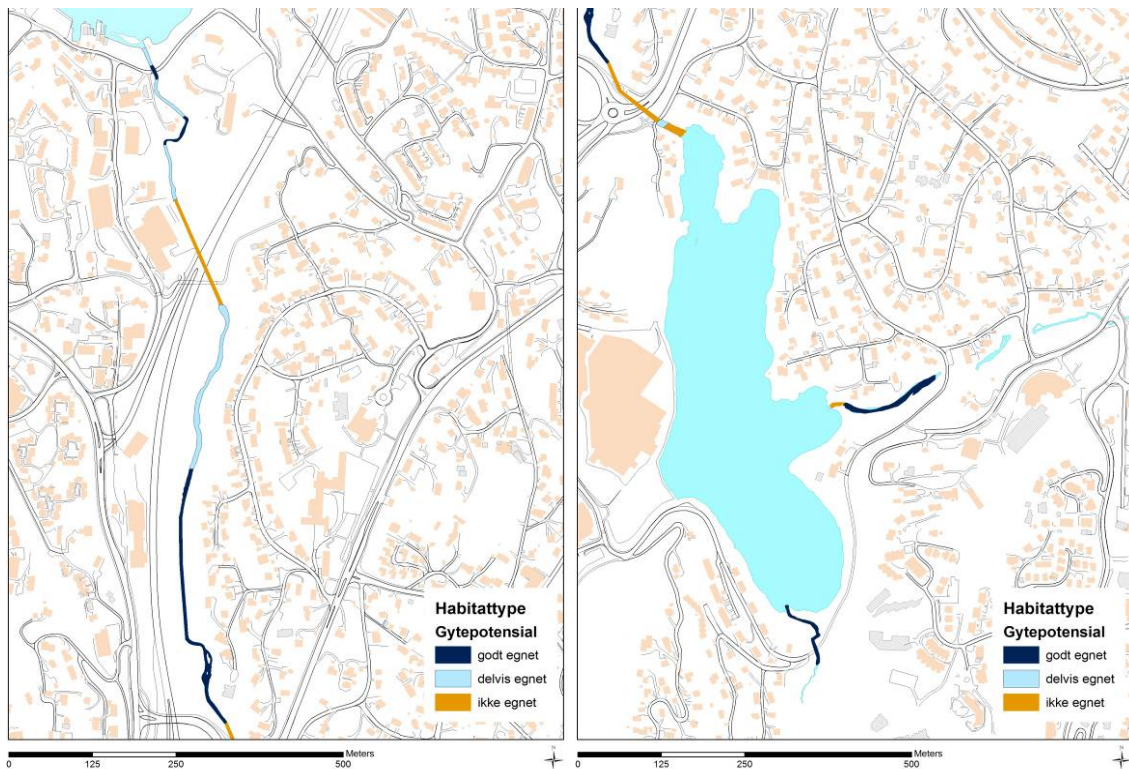 Habitattype
Gytepotensial
godt egnet
delvis egnet
ikke egnet
Meters
0 125 250 500
N
Habitattype
Gytepotensial
godt egnet
delvis egnet
ikke egnet
Meters
0 125 250 500
N